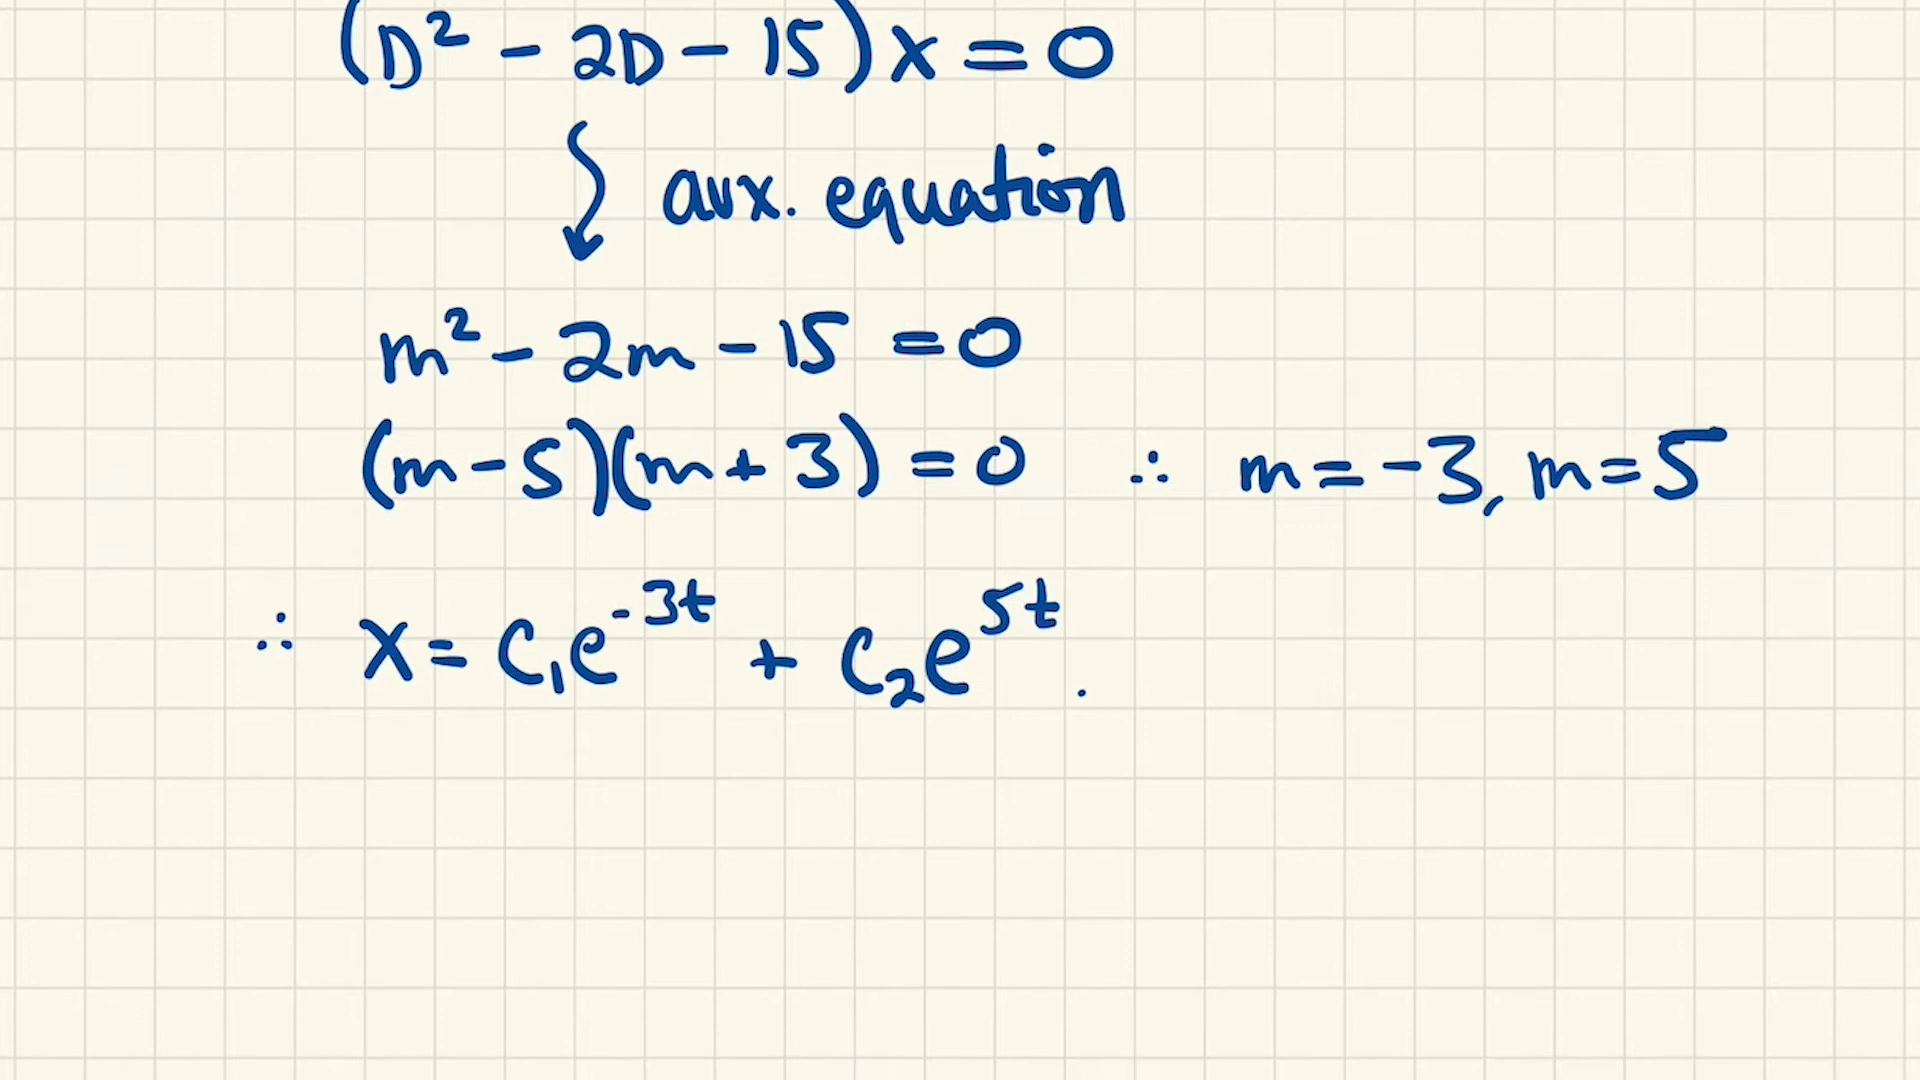 (D² - 2D - 15)x = 0
aux. equation
m² - 2m - 15 = 0
(m - 5)(m + 3) = 0 ∴ m = -3, m = 5
∴ x = c₁e^{-3t} + c₂e^{5t}.